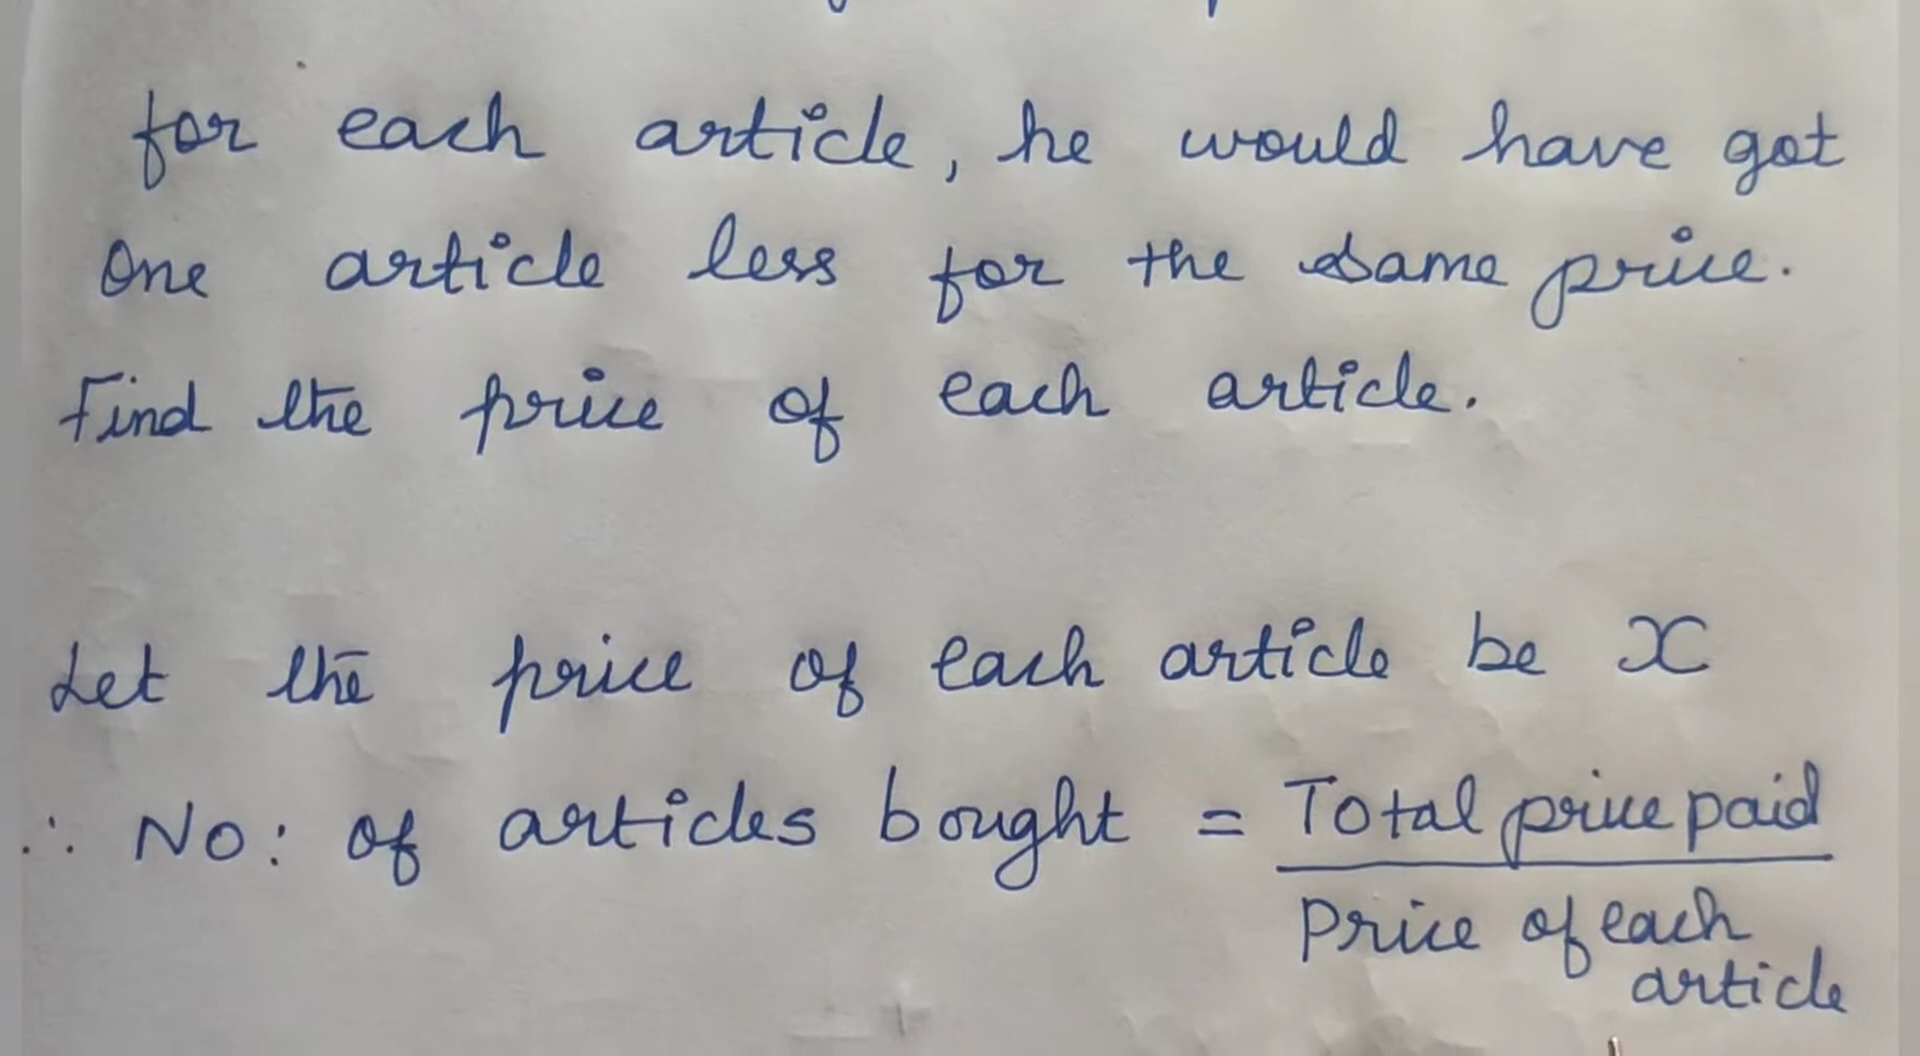 for each article, he would have got
One article less for the same price.
Find the price of each article.
Let the price of each article be x
∴ No: of articles bought = Total price paid
Price of each
article